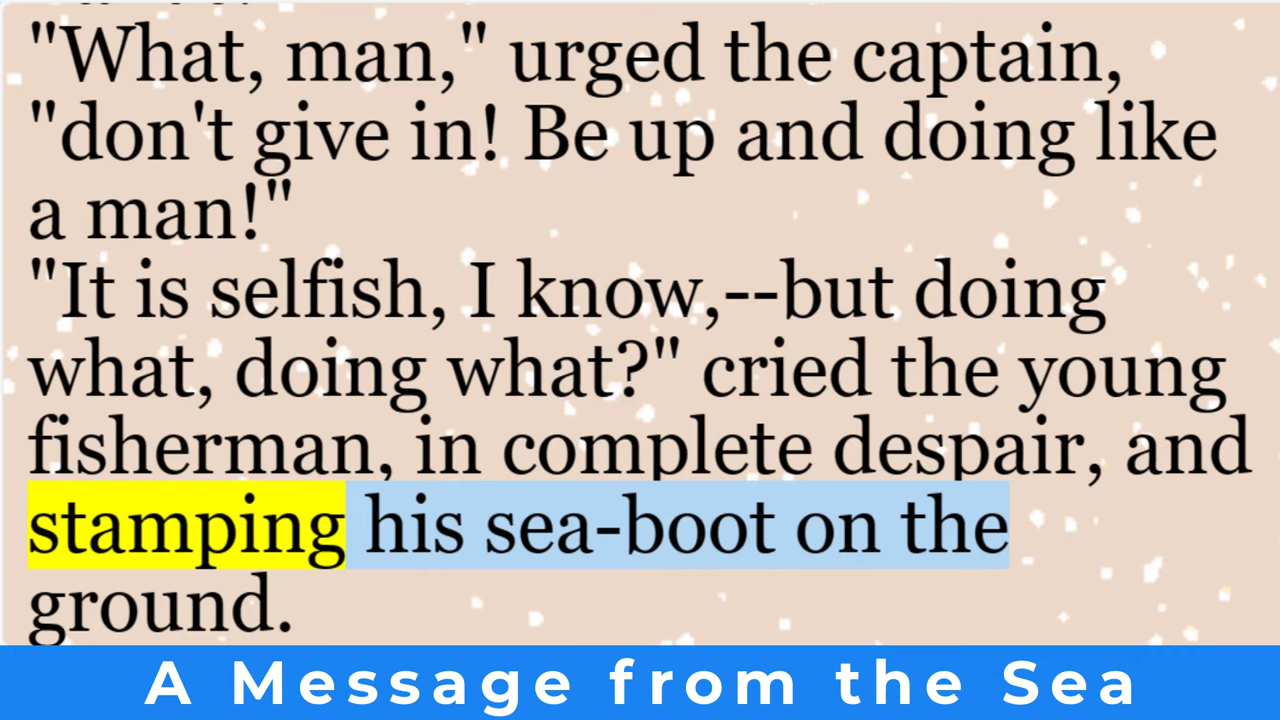 "What, man," urged the captain,
"don't give in! Be up and doing like
a man!"
"It is selfish, I know,--but doing
what, doing what?" cried the young
fisherman, in complete despair, and
stamping his sea-boot on the
ground.
A Message from the Sea